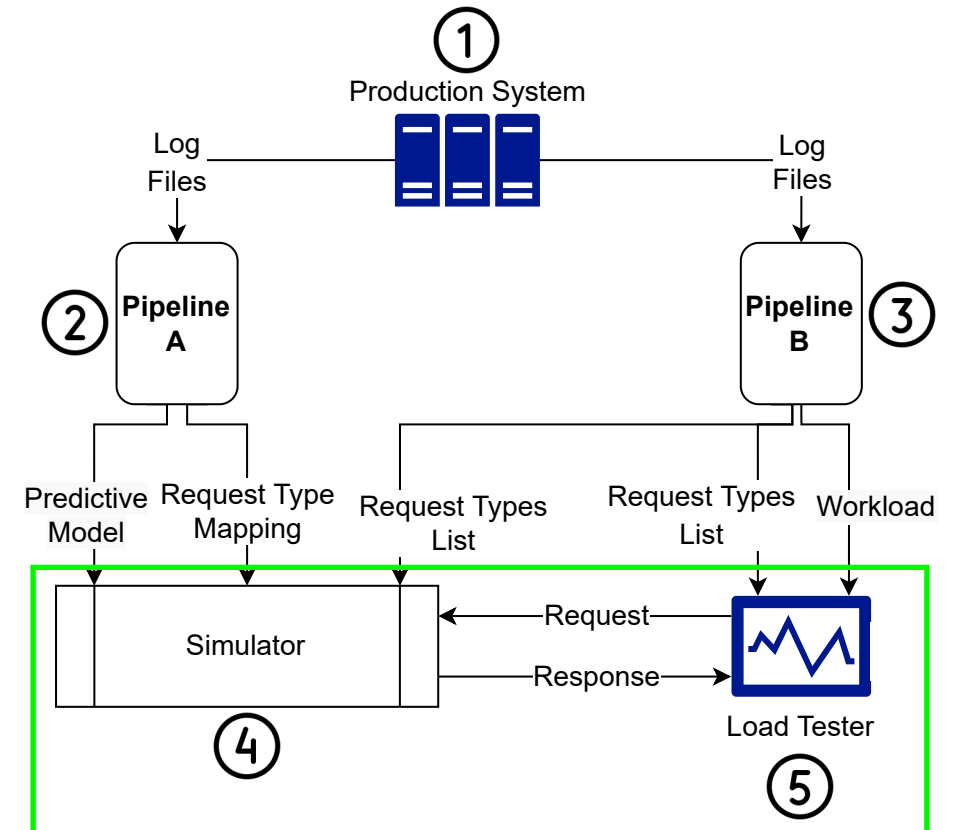 1
Production System
Log
Files
Log
Files
Pipeline
A
2
Pipeline
B
3
Predictive
Model
Request Type
Mapping
Request Types
List
Request Types
List
Workload
Simulator
Request
Response
Load Tester
4
5